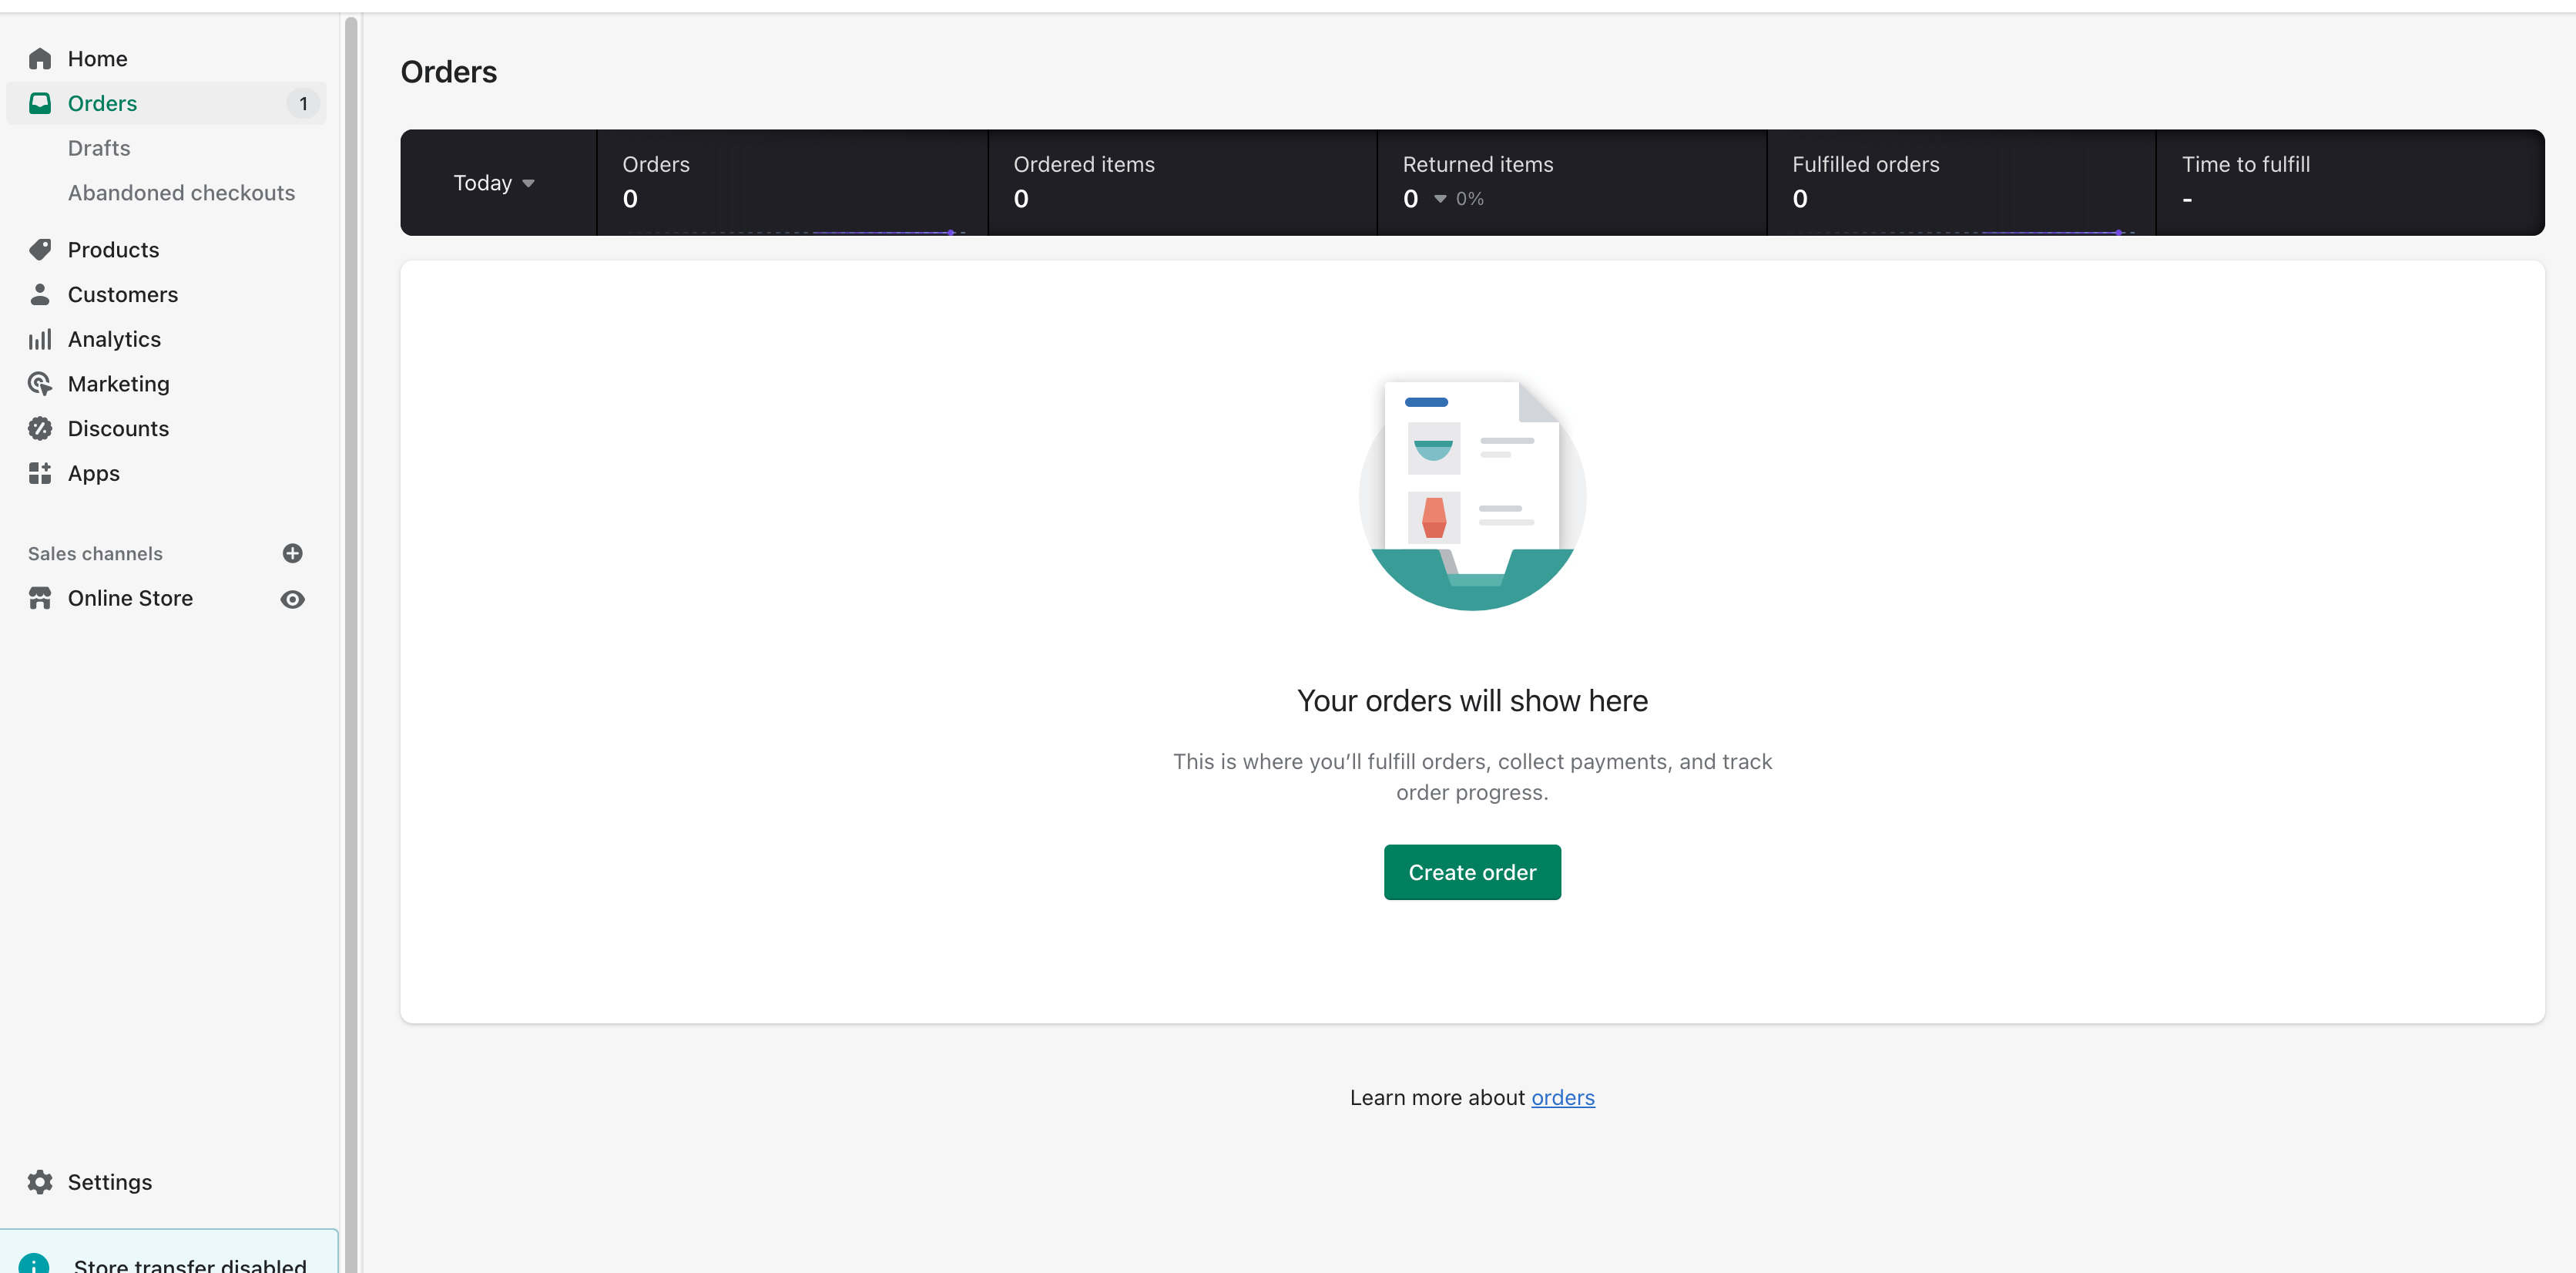 Home
Orders 1
Drafts
Abandoned checkouts
Products
Customers
Analytics
Marketing
Discounts
Apps
Sales channels
Online Store
Settings
Store transfer disabled
Orders
Today
Orders
0
Ordered items
0
Returned items
0 0%
Fulfilled orders
0
Time to fulfill
-
Your orders will show here
This is where you’ll fulfill orders, collect payments, and track
order progress.
Create order
Learn more about orders